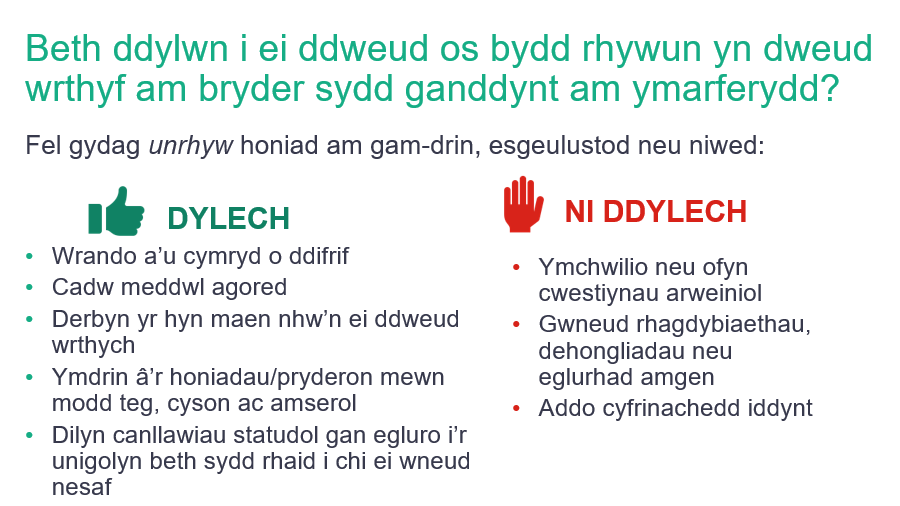 Beth ddylwn i ei ddweud os bydd rhywun yn dweud
wrthyf am bryder sydd ganddynt am ymarferydd?
Fel gydag unrhyw honiad am gam-drin, esgeulustod neu niwed:
DYLECH
• Wrando a'u cymryd o ddifrif
• Cadw meddwl agored
• Derbyn yr hyn maen nhw'n ei ddweud
wrthych
• Ymdrin â'r honiadau/pryderon mewn
modd teg, cyson ac amserol
• Dilyn canllawiau statudol gan egluro i'r
unigolyn beth sydd rhaid i chi ei wneud
nesaf
NI DDYLECH
• Ymchwilio neu ofyn
cwestiynau arweiniol
• Gwneud rhagdybiaethau,
dehongliadau neu
eglurhad amgen
• Addo cyfrinachedd iddynt